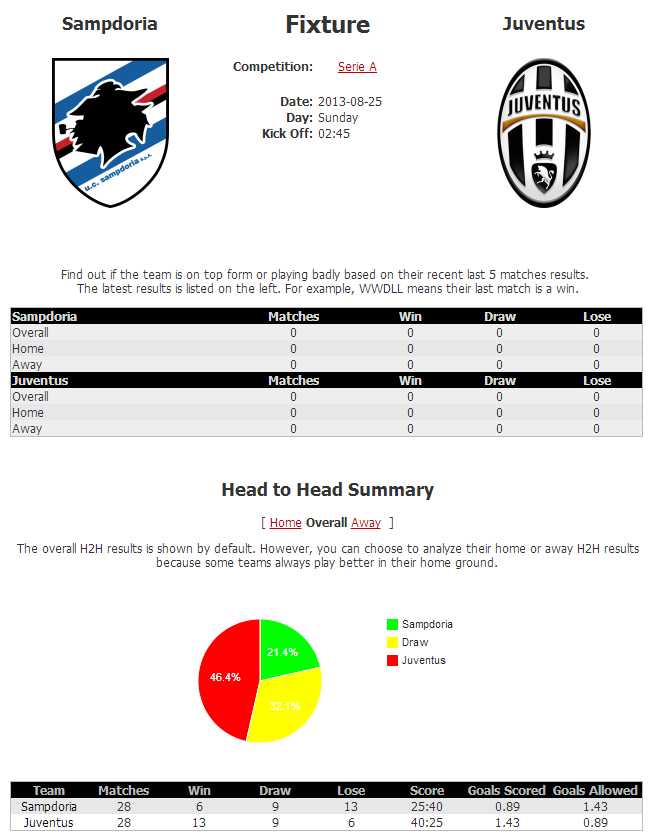 Sampdoria
Fixture
Juventus
Competition: Serie A
Date: 2013-08-25
Day: Sunday
Kick Off: 02:45
u.c. sampdoria s.p.a.
JUVENTUS
Find out if the team is on top form or playing badly based on their recent last 5 matches results.
The latest results is listed on the left. For example, WWDLL means their last match is a win.
Sampdoria Matches Win Draw Lose
Overall 0 0 0 0
Home 0 0 0 0
Away 0 0 0 0
Juventus Matches Win Draw Lose
Overall 0 0 0 0
Home 0 0 0 0
Away 0 0 0 0
Head to Head Summary
[ Home Overall Away ]
The overall H2H results is shown by default. However, you can choose to analyze their home or away H2H results
because some teams always play better in their home ground.
Sampdoria
Draw
Juventus
21.4%
46.4%
32.1%
Team Matches Win Draw Lose Score Goals Scored Goals Allowed
Sampdoria 28 6 9 13 25:40 0.89 1.43
Juventus 28 13 9 6 40:25 1.43 0.89